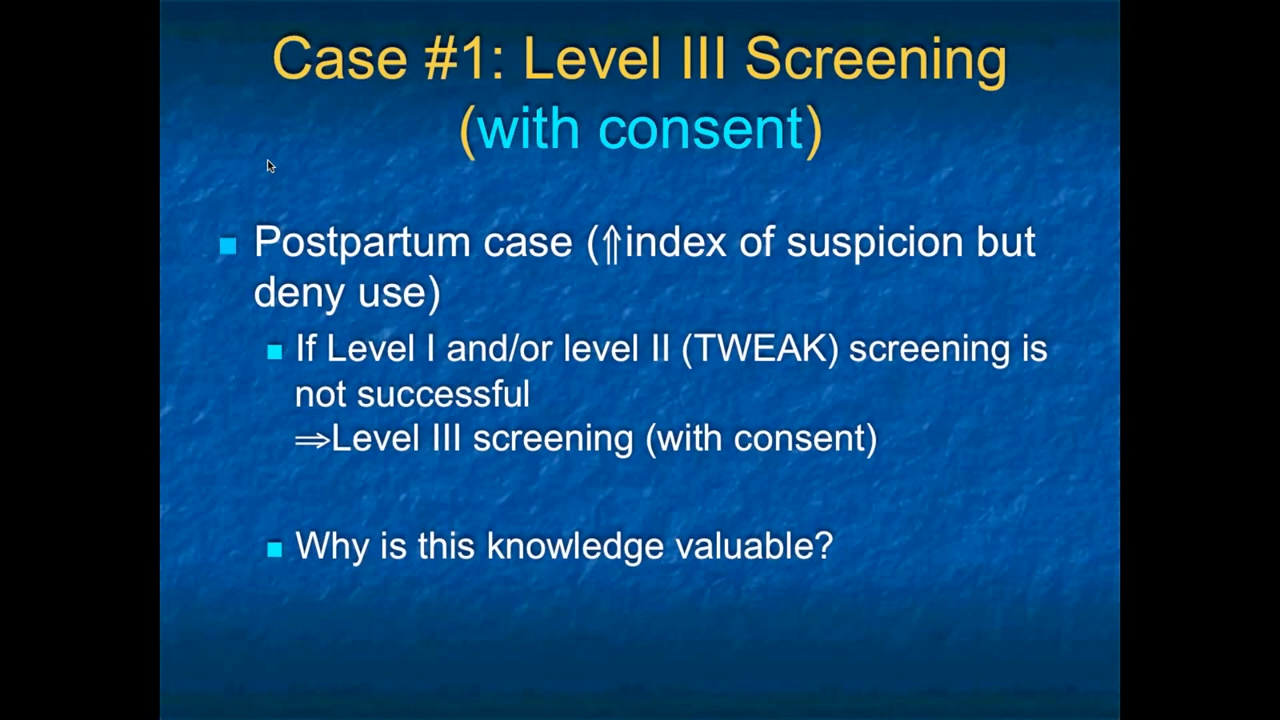 Case #1: Level III Screening
(with consent)
Postpartum case (⇑index of suspicion but
deny use)
If Level I and/or level II (TWEAK) screening is
not successful
⇒Level III screening (with consent)
Why is this knowledge valuable?